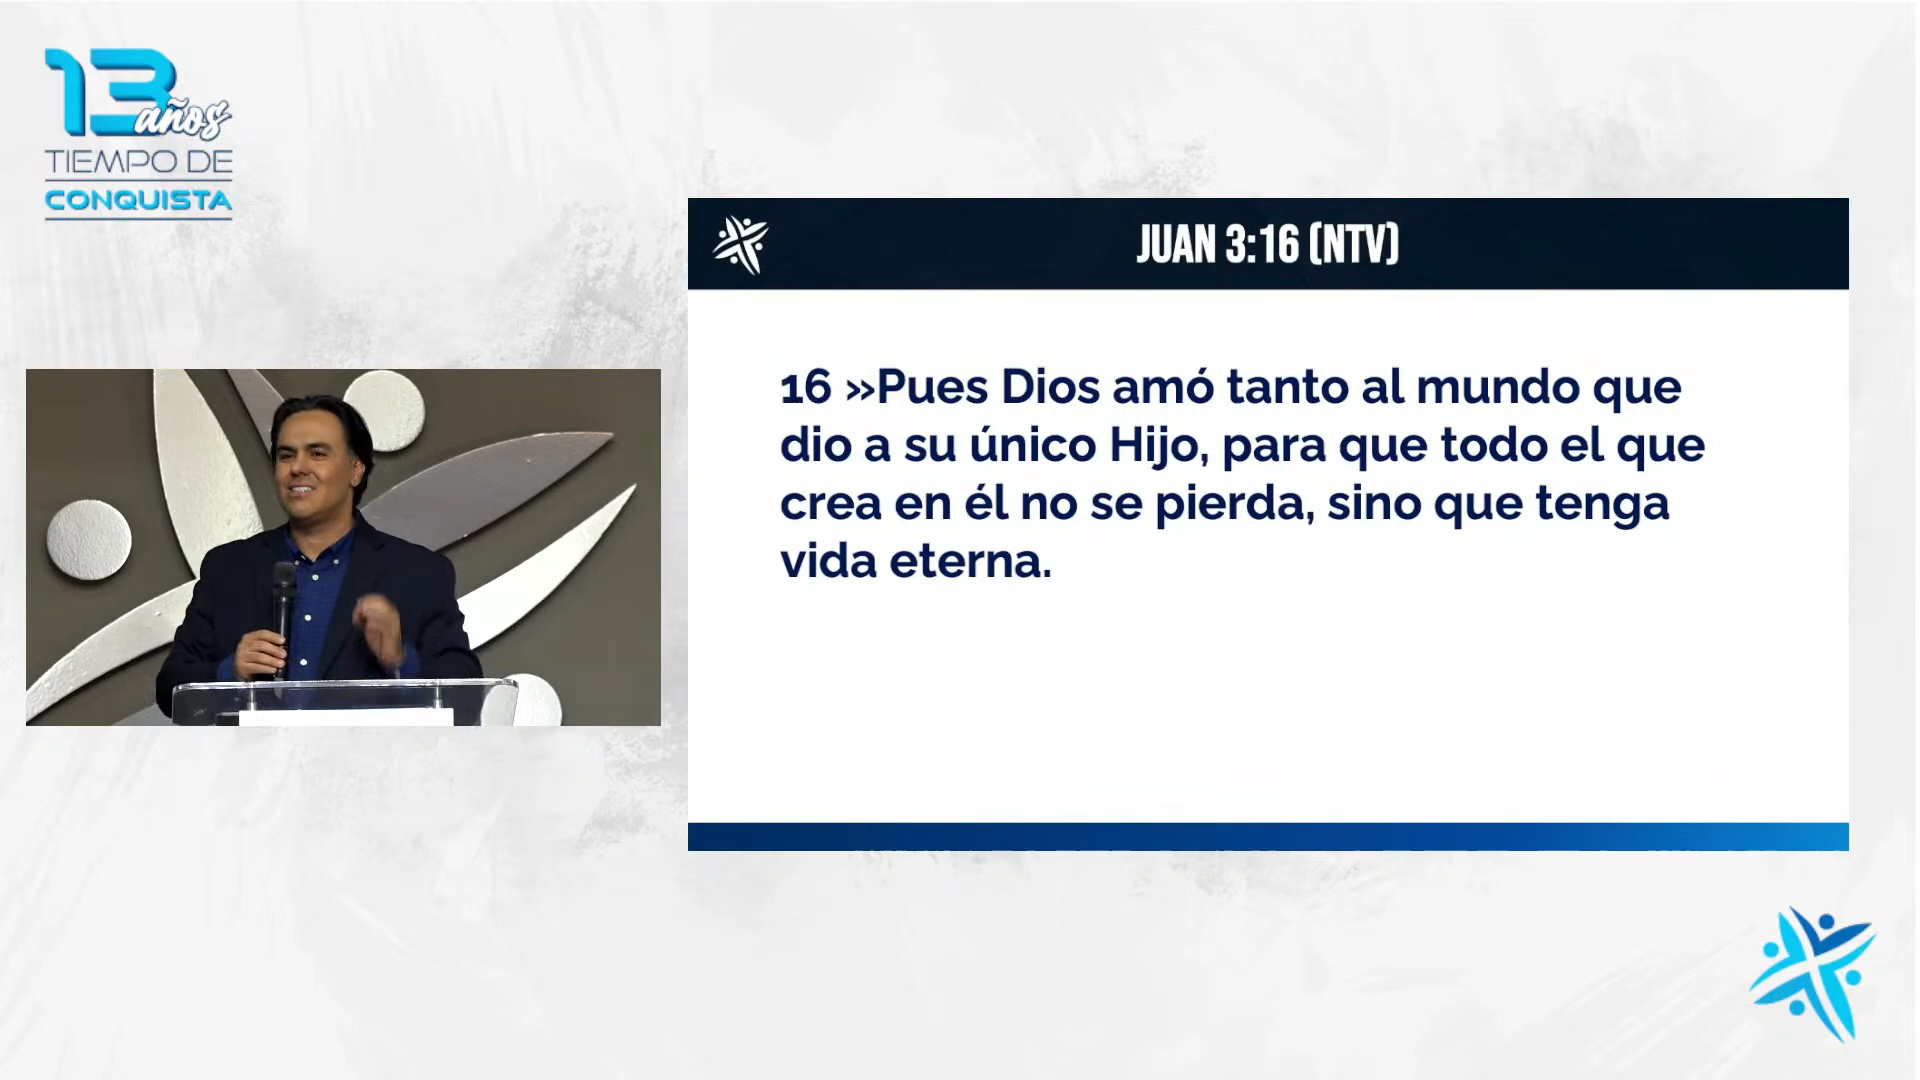 13
años
TIEMPO DE
CONQUISTA
JUAN 3:16 (NTV)
16 »Pues Dios amó tanto al mundo que
dio a su único Hijo, para que todo el que
crea en él no se pierda, sino que tenga
vida eterna.